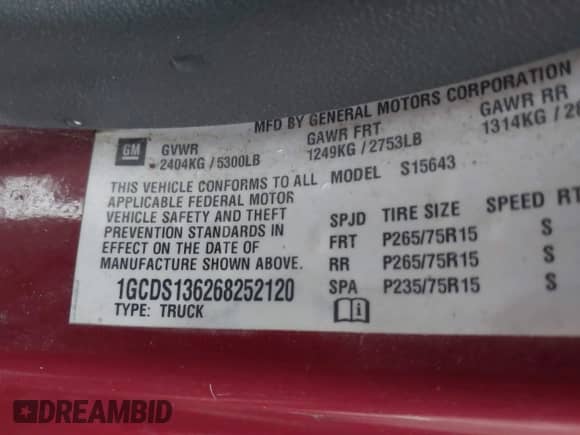 MFD BY GENERAL MOTORS CORPORATION
GM GVWR GAWR FRT GAWR RR
2404KG / 5300LB 1249KG / 2753LB 1314KG /
THIS VEHICLE CONFORMS TO ALL MODEL S15643
APPLICABLE FEDERAL MOTOR
VEHICLE SAFETY AND THEFT SPJD TIRE SIZE SPEED RT
PREVENTION STANDARDS IN FRT P265/75R15 S
EFFECT ON THE DATE OF RR P265/75R15 S
MANUFACTURE SHOWN ABOVE. SPA P235/75R15 S
1GCDS136268252120
TYPE: TRUCK
DREAMBID